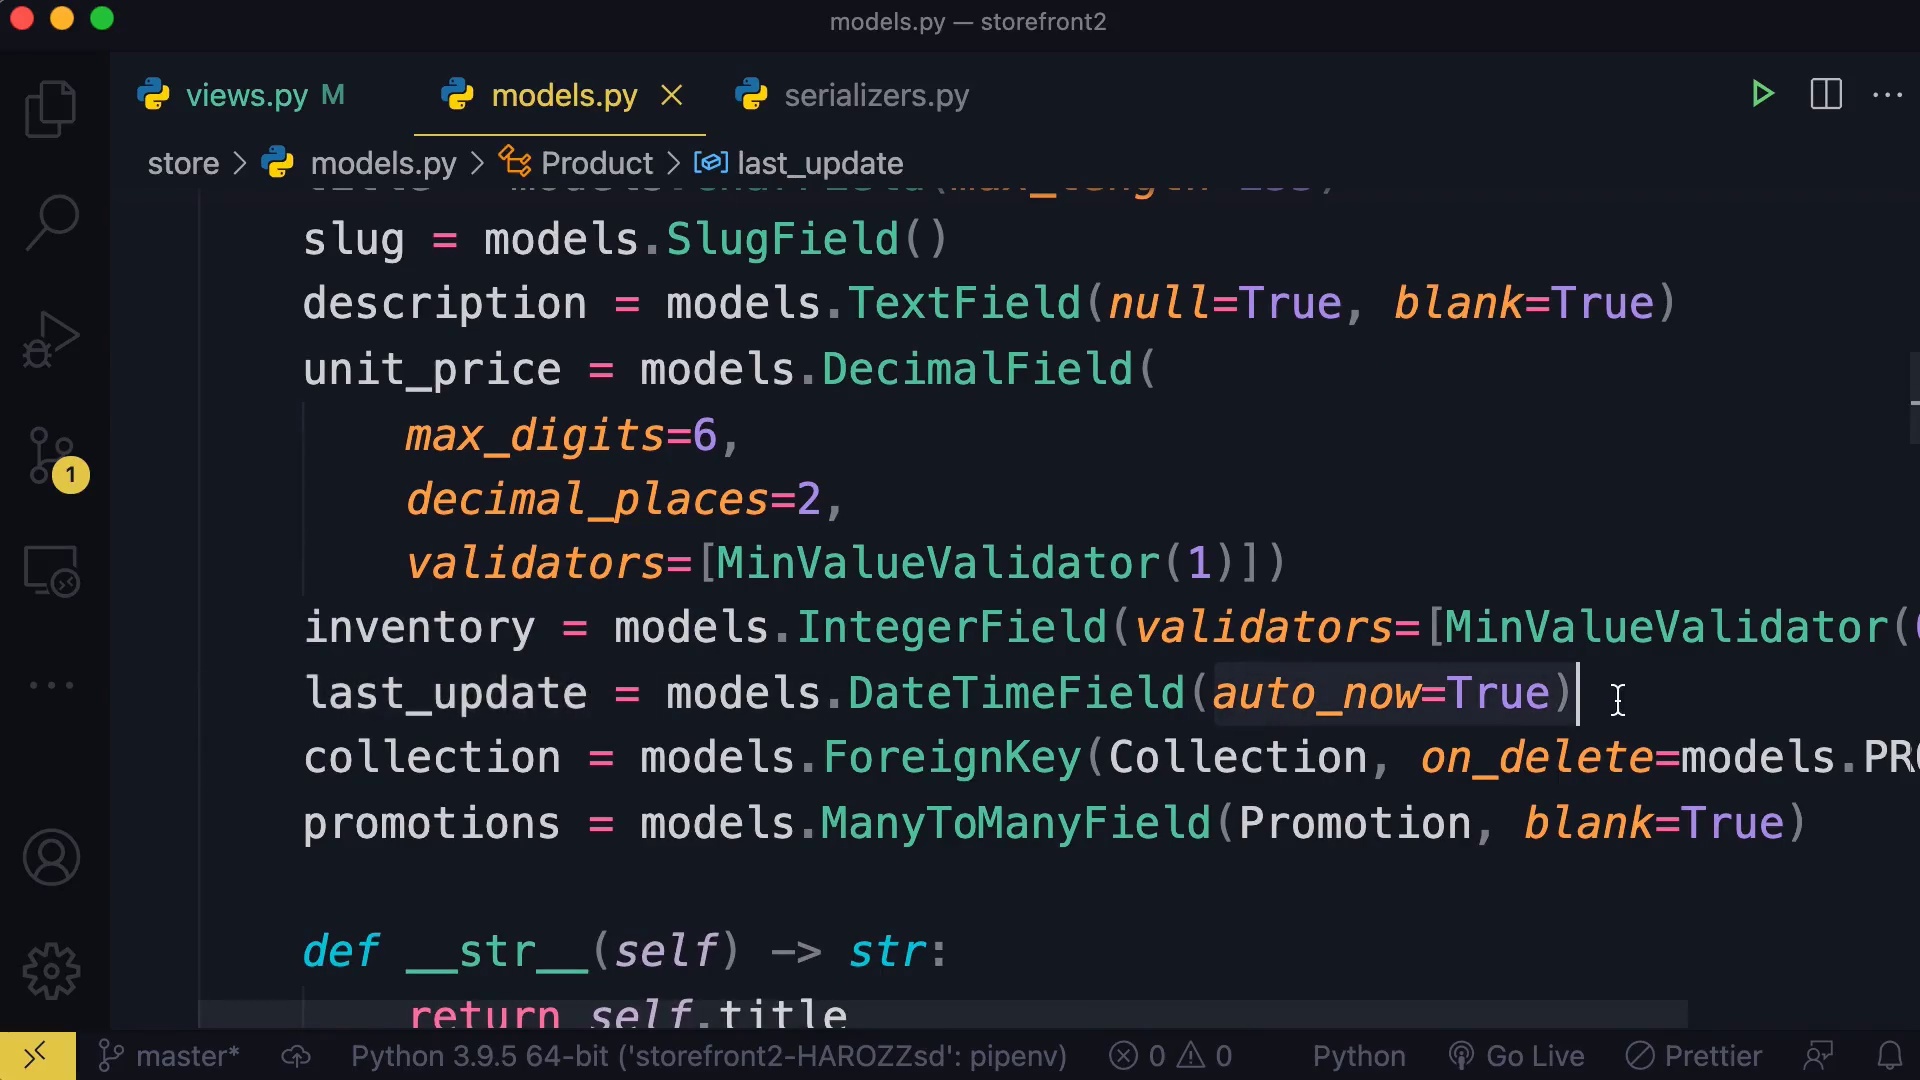 models.py — storefront2
views.py M
models.py
serializers.py
store > models.py > Product > last_update
slug = models.SlugField()
description = models.TextField(null=True, blank=True)
unit_price = models.DecimalField(
max_digits=6,
decimal_places=2,
validators=[MinValueValidator(1)])
inventory = models.IntegerField(validators=[MinValueValidator(
last_update = models.DateTimeField(auto_now=True)
collection = models.ForeignKey(Collection, on_delete=models.PR
promotions = models.ManyToManyField(Promotion, blank=True)
def __str__(self) -> str:
return self.title
1
master* Python 3.9.5 64-bit ('storefront2-HAROZZsd': pipenv) 0 0 Python Go Live Prettier